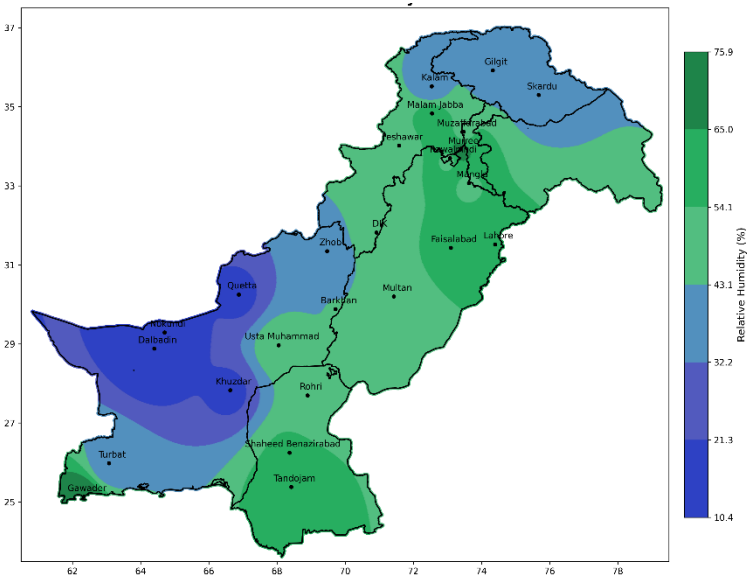 37
35
33
31
29
27
25
62
64
66
68
70
72
74
76
78
Gilgit
Kalam
Skardu
Malam Jabba
Muzaffarabad
Peshawar
Murree
Rawalpindi
Mangla
DIK
Zhob
Faisalabad
Lahore
Quetta
Multan
Barkhan
Nokundi
Dalbadin
Usta Muhammad
Khuzdar
Rohri
Shaheed Benazirabad
Turbat
Tandojam
Gawader
75.9
65.0
54.1
43.1
32.2
21.3
10.4
Relative Humidity (%)